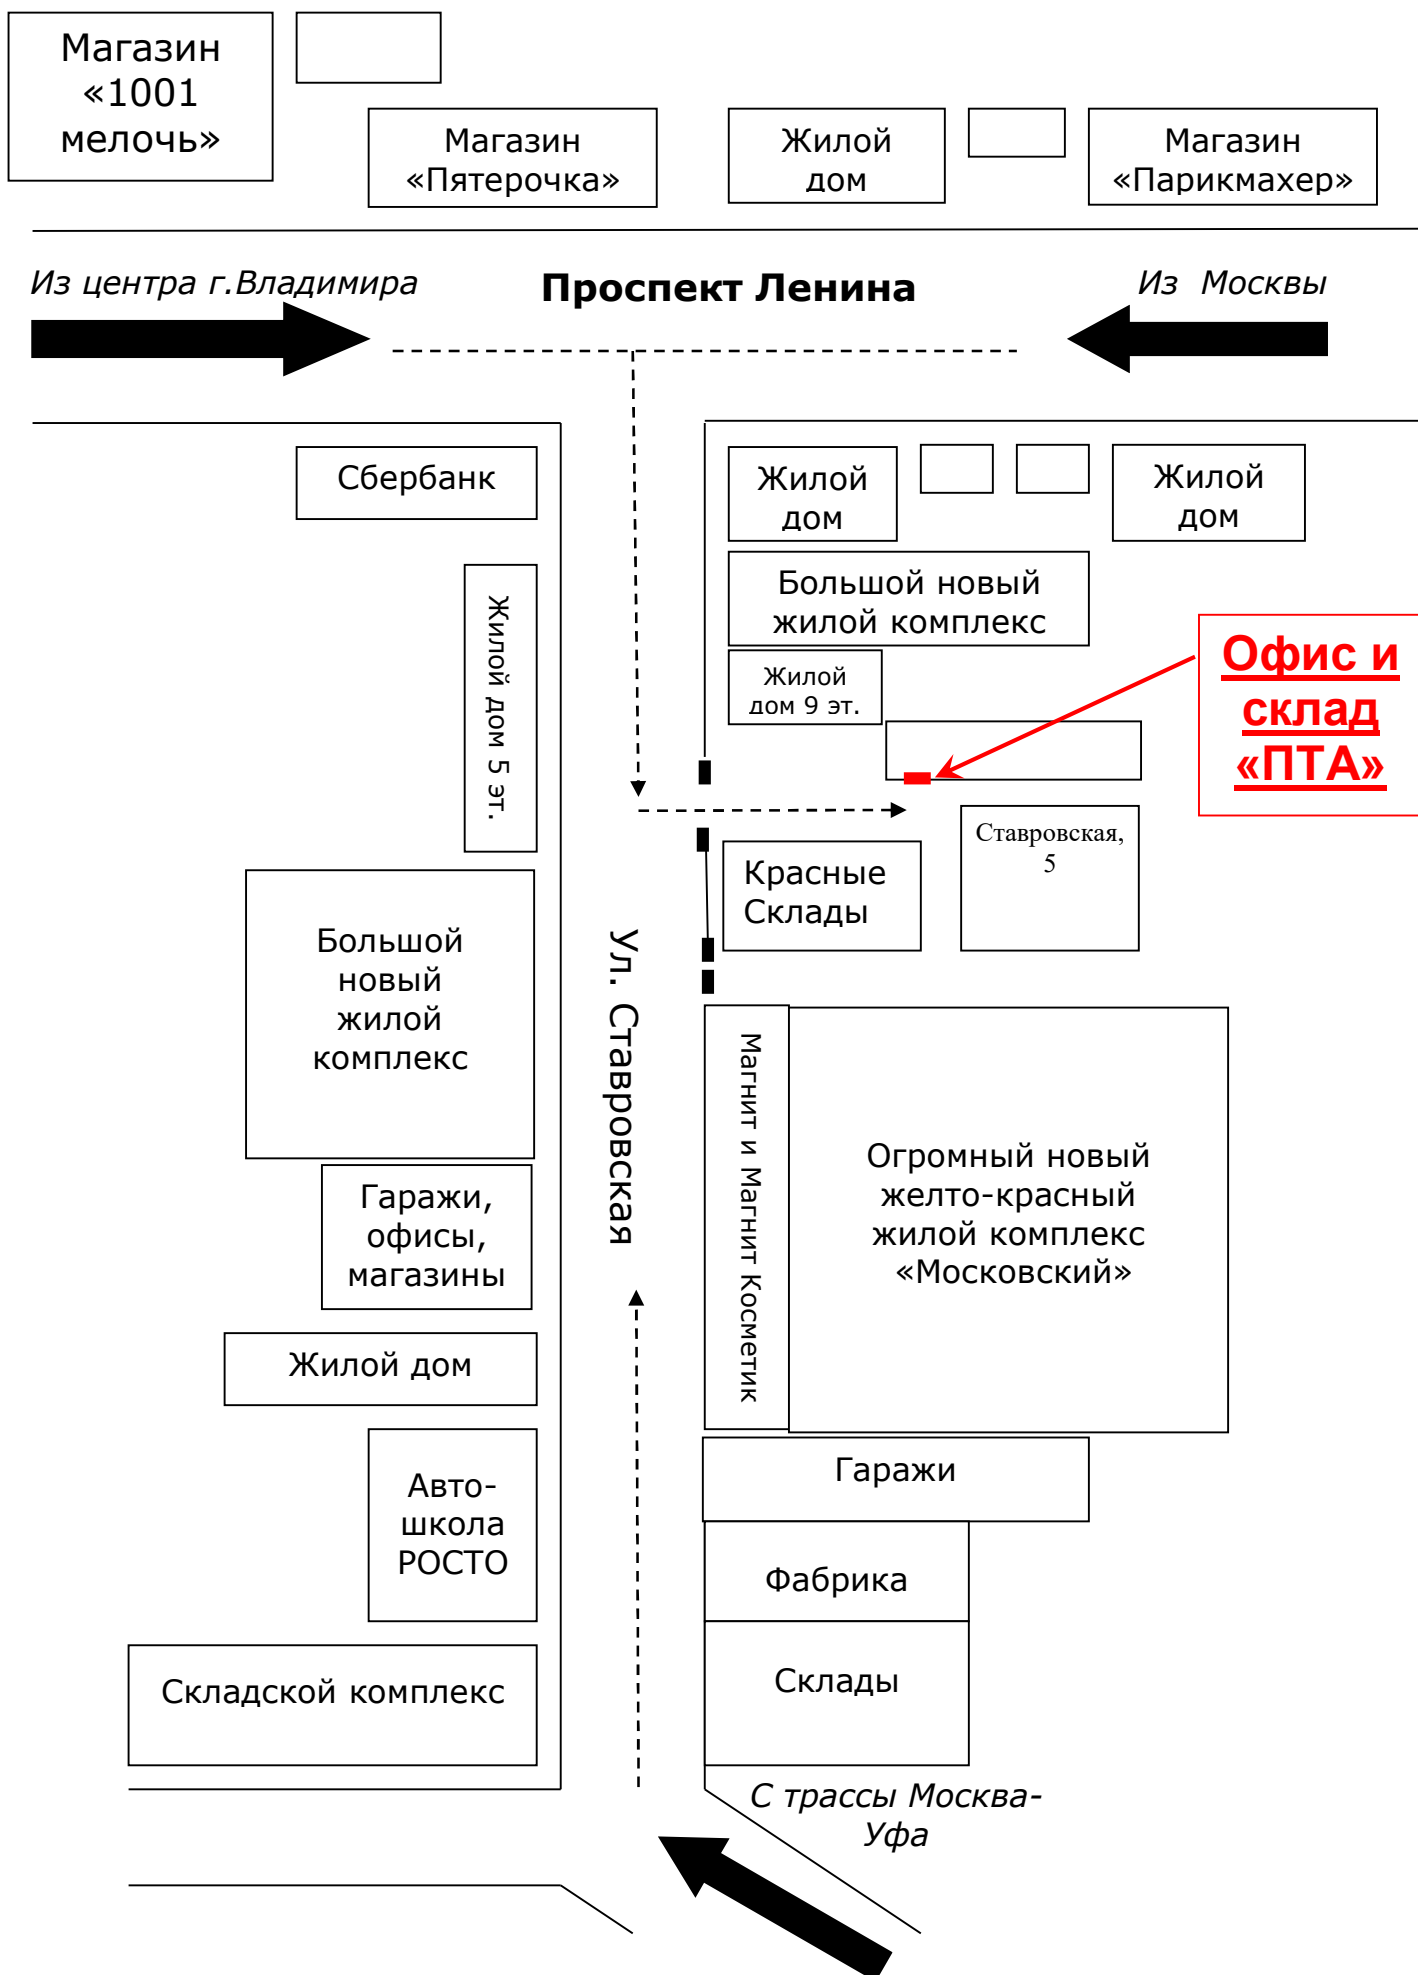 Магазин
«1001
мелочь»
Магазин
«Пятерочка»
Жилой
дом
Магазин
«Парикмахер»
Из центра г.Владимира
Проспект Ленина
Из Москвы
Сбербанк
Жилой
дом
Жилой
дом
Большой новый
жилой комплекс
Жилой дом 5 эт.
Жилой
дом 9 эт.
Офис и
склад
«ПТА»
Ставровская,
5
Красные
Склады
Большой
новый
жилой
комплекс
Ул. Ставровская
Магнит и Магнит Косметик
Огромный новый
желто-красный
жилой комплекс
«Московский»
Гаражи,
офисы,
магазины
Жилой дом
Гаражи
Авто-
школа
РОСТО
Фабрика
Складской комплекс
Склады
С трассы Москва-
Уфа